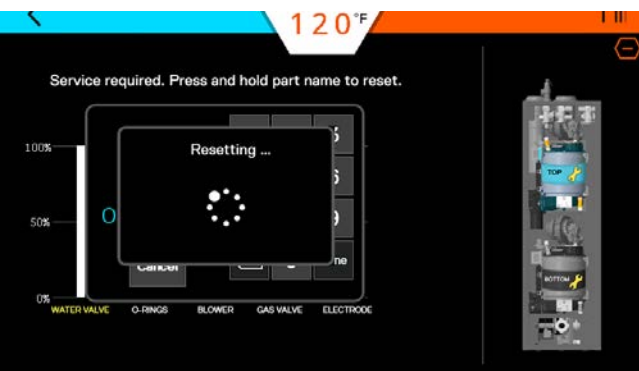 120°F
Service required. Press and hold part name to reset.
Resetting ...
100%
50%
0%
Cancel
WATER VALVE
O-RINGS
BLOWER
GAS VALVE
ELECTRODE
TOP
BOTTOM